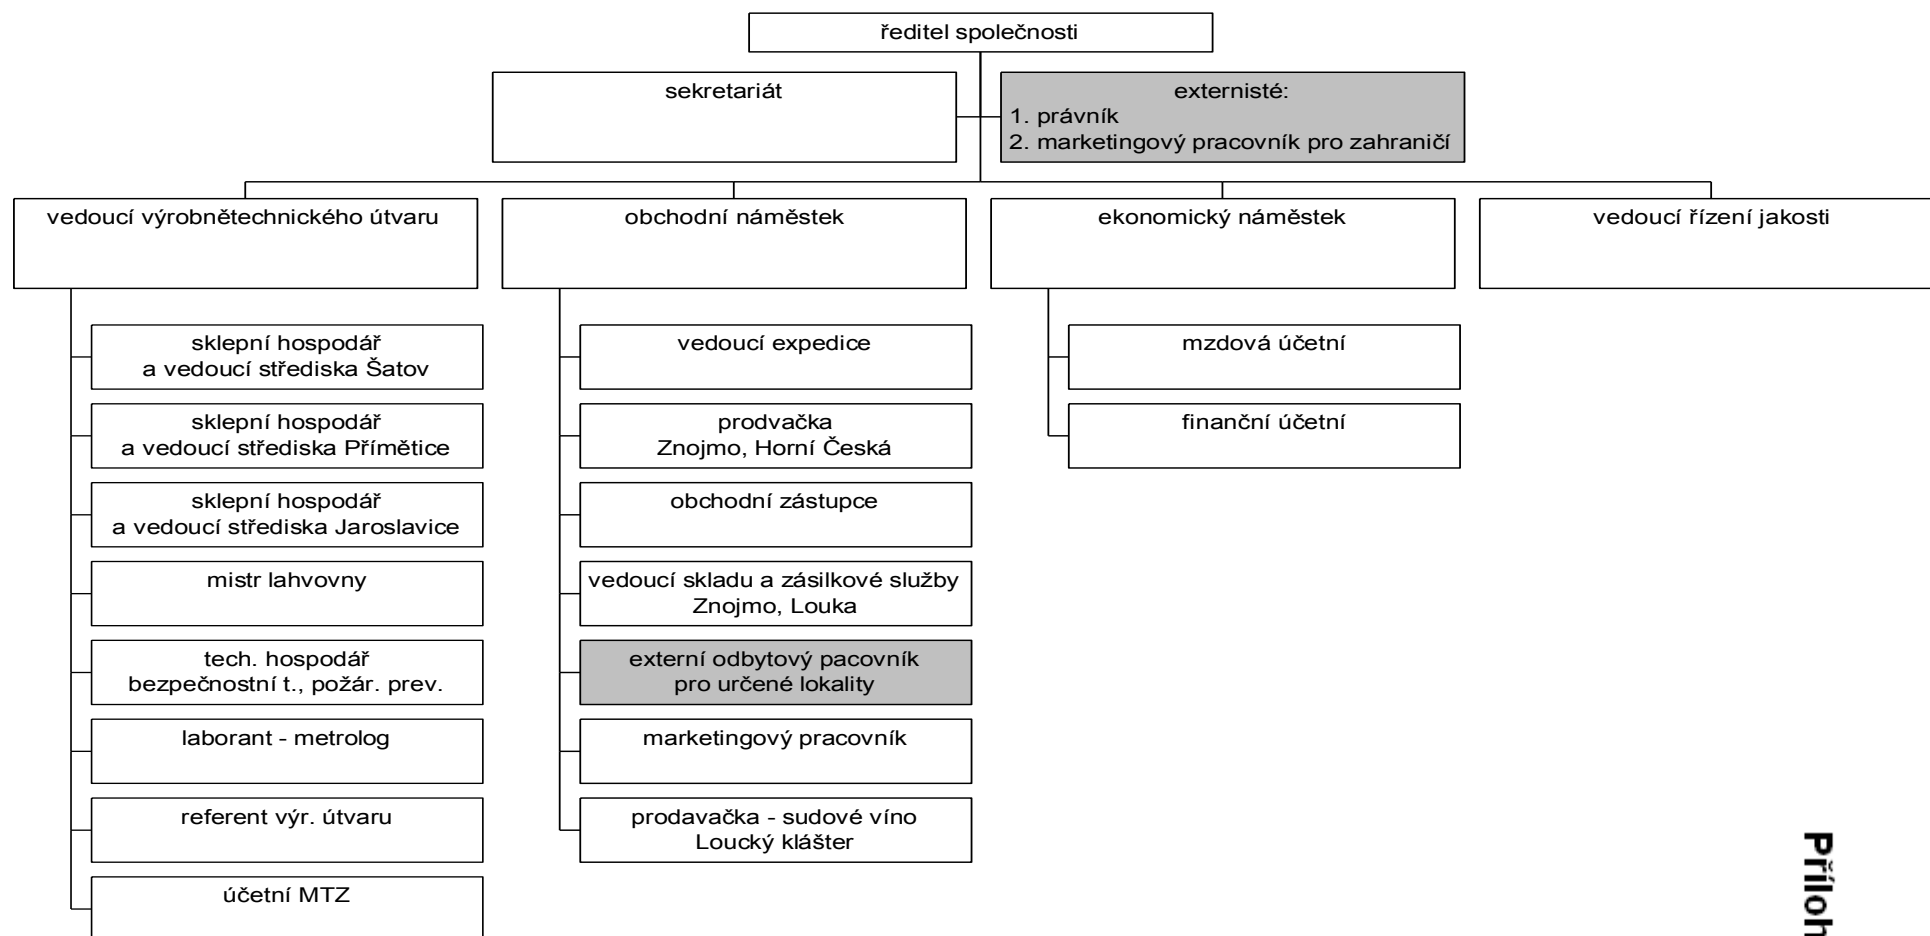 ředitel společnosti
sekretariát
externisté:
1. právník
2. marketingový pracovník pro zahraničí
vedoucí výrobnětechnického útvaru
obchodní náměstek
ekonomický náměstek
vedoucí řízení jakosti
sklepní hospodář
a vedoucí střediska Šatov
sklepní hospodář
a vedoucí střediska Přímětice
sklepní hospodář
a vedoucí střediska Jaroslavice
mistr lahvovny
tech. hospodář
bezpečnostní t., požár. prev.
laborant - metrolog
referent výr. útvaru
účetní MTZ
vedoucí expedice
prodvačka
Znojmo, Horní Česká
obchodní zástupce
vedoucí skladu a zásilkové služby
Znojmo, Louka
externí odbytový pacovník
pro určené lokality
marketingový pracovník
prodavačka - sudové víno
Loucký klášter
mzdová účetní
finanční účetní
Příloh